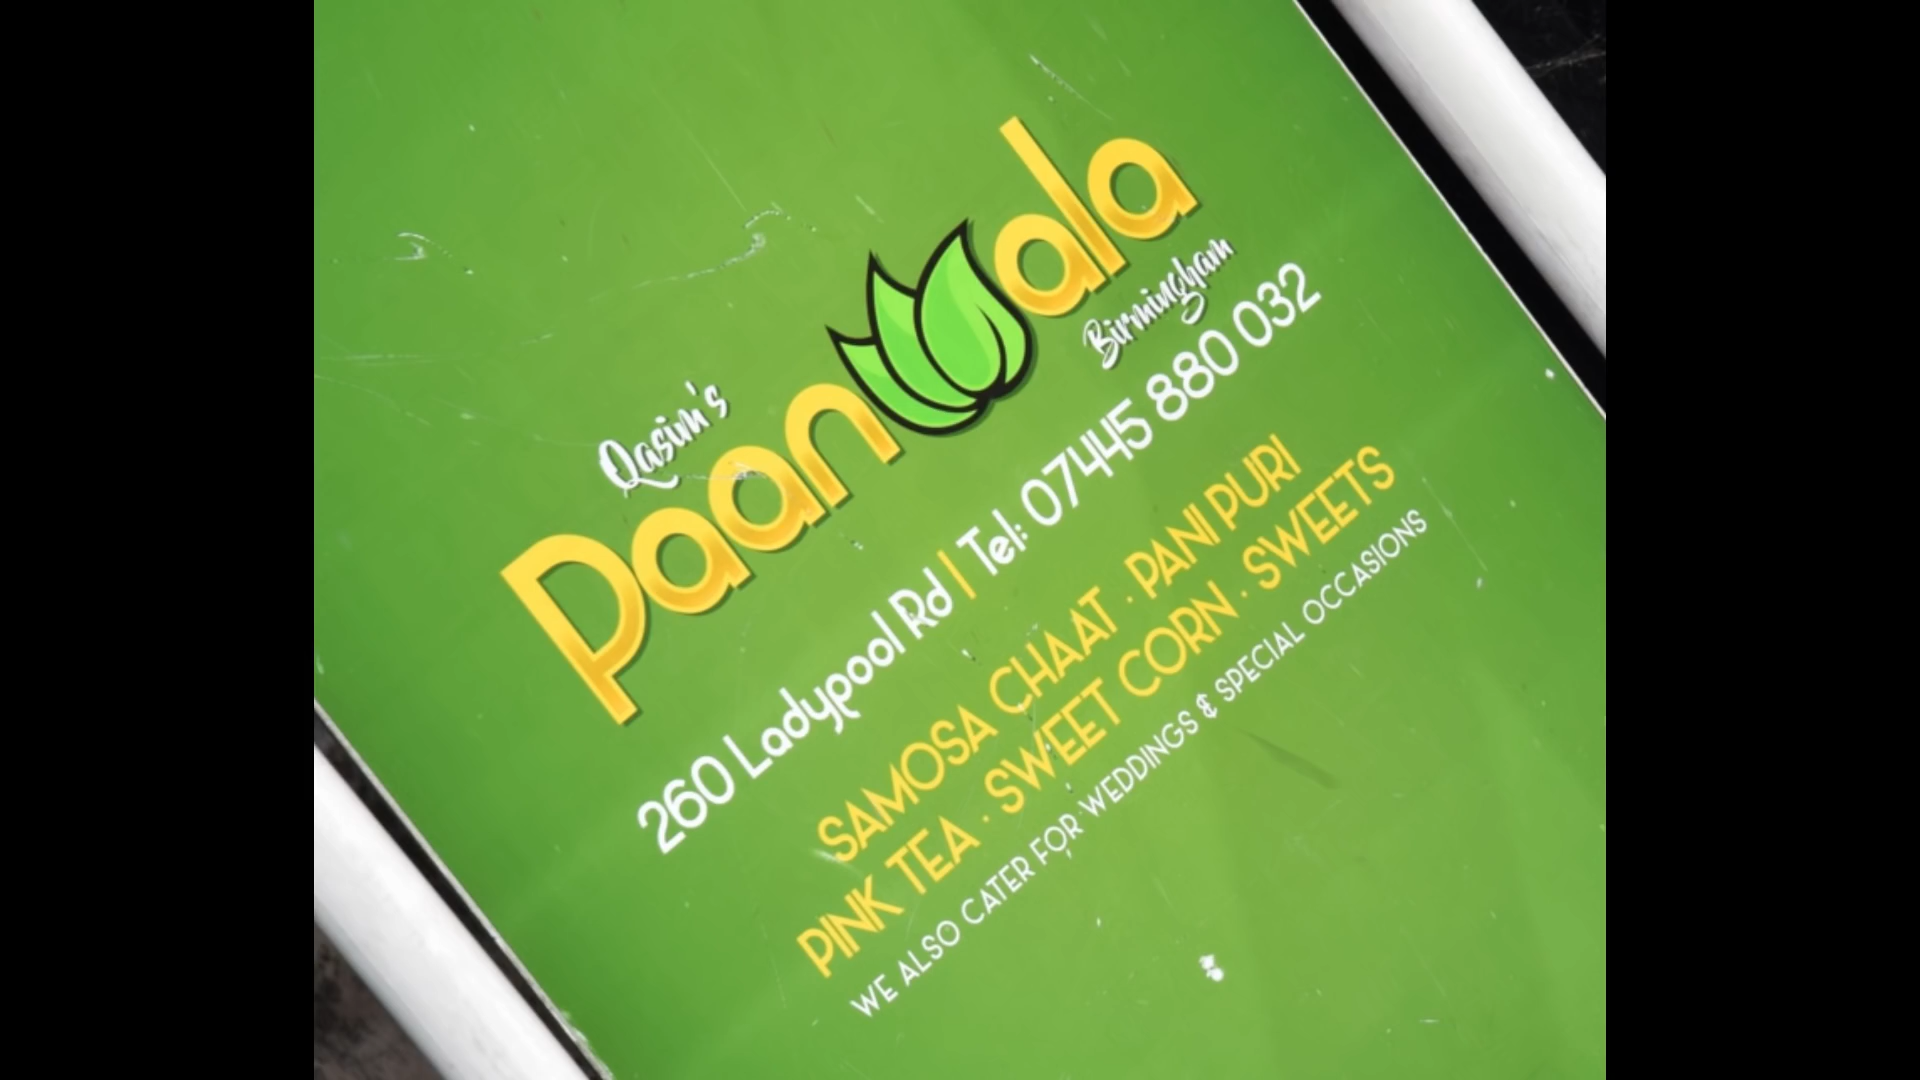 Qasim's
Paanwala
Birmingham
260 Ladypool Rd | Tel: 07445 880 032
SAMOSA CHAAT · PANI PURI
PINK TEA · SWEET CORN · SWEETS
WE ALSO CATER FOR WEDDINGS & SPECIAL OCCASIONS